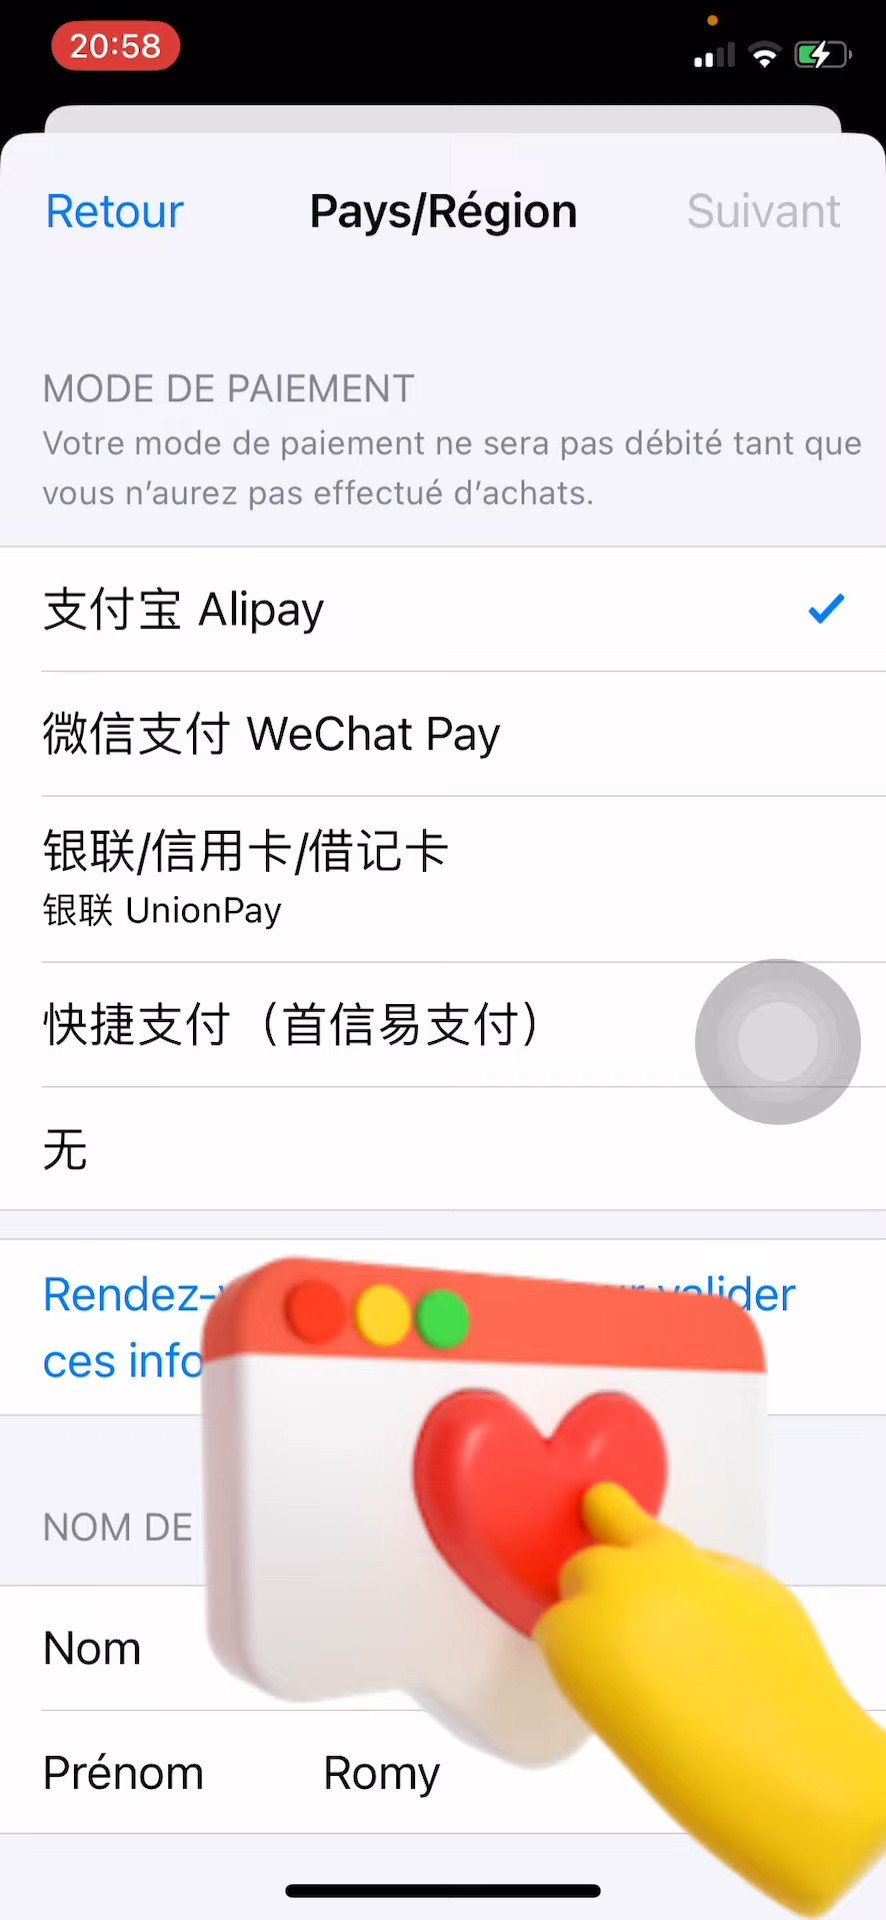 20:58
Retour Pays/Région Suivant
MODE DE PAIEMENT
Votre mode de paiement ne sera pas débité tant que
vous n’aurez pas effectué d’achats.
支付宝 Alipay
微信支付 WeChat Pay
银联/信用卡/借记卡
银联 UnionPay
快捷支付（首信易支付）
无
Rendez- valider
ces
NOM DE
Nom
Prénom Romy